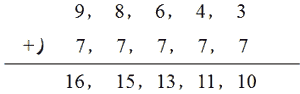 9, 8, 6, 4, 3
+) 7, 7, 7, 7, 7
16, 15, 13, 11, 10